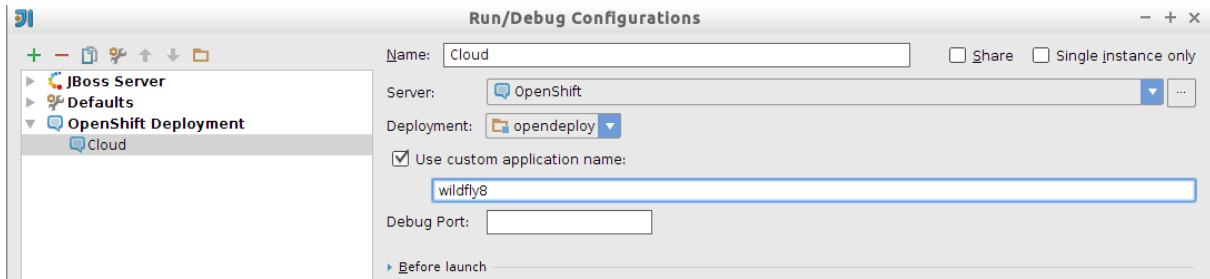 Run/Debug Configurations
Name: Cloud
Share
Single instance only
JBoss Server
Defaults
OpenShift Deployment
Cloud
Server: OpenShift
...
Deployment: opendeploy
Use custom application name:
wildfly8
Debug Port:
Before launch